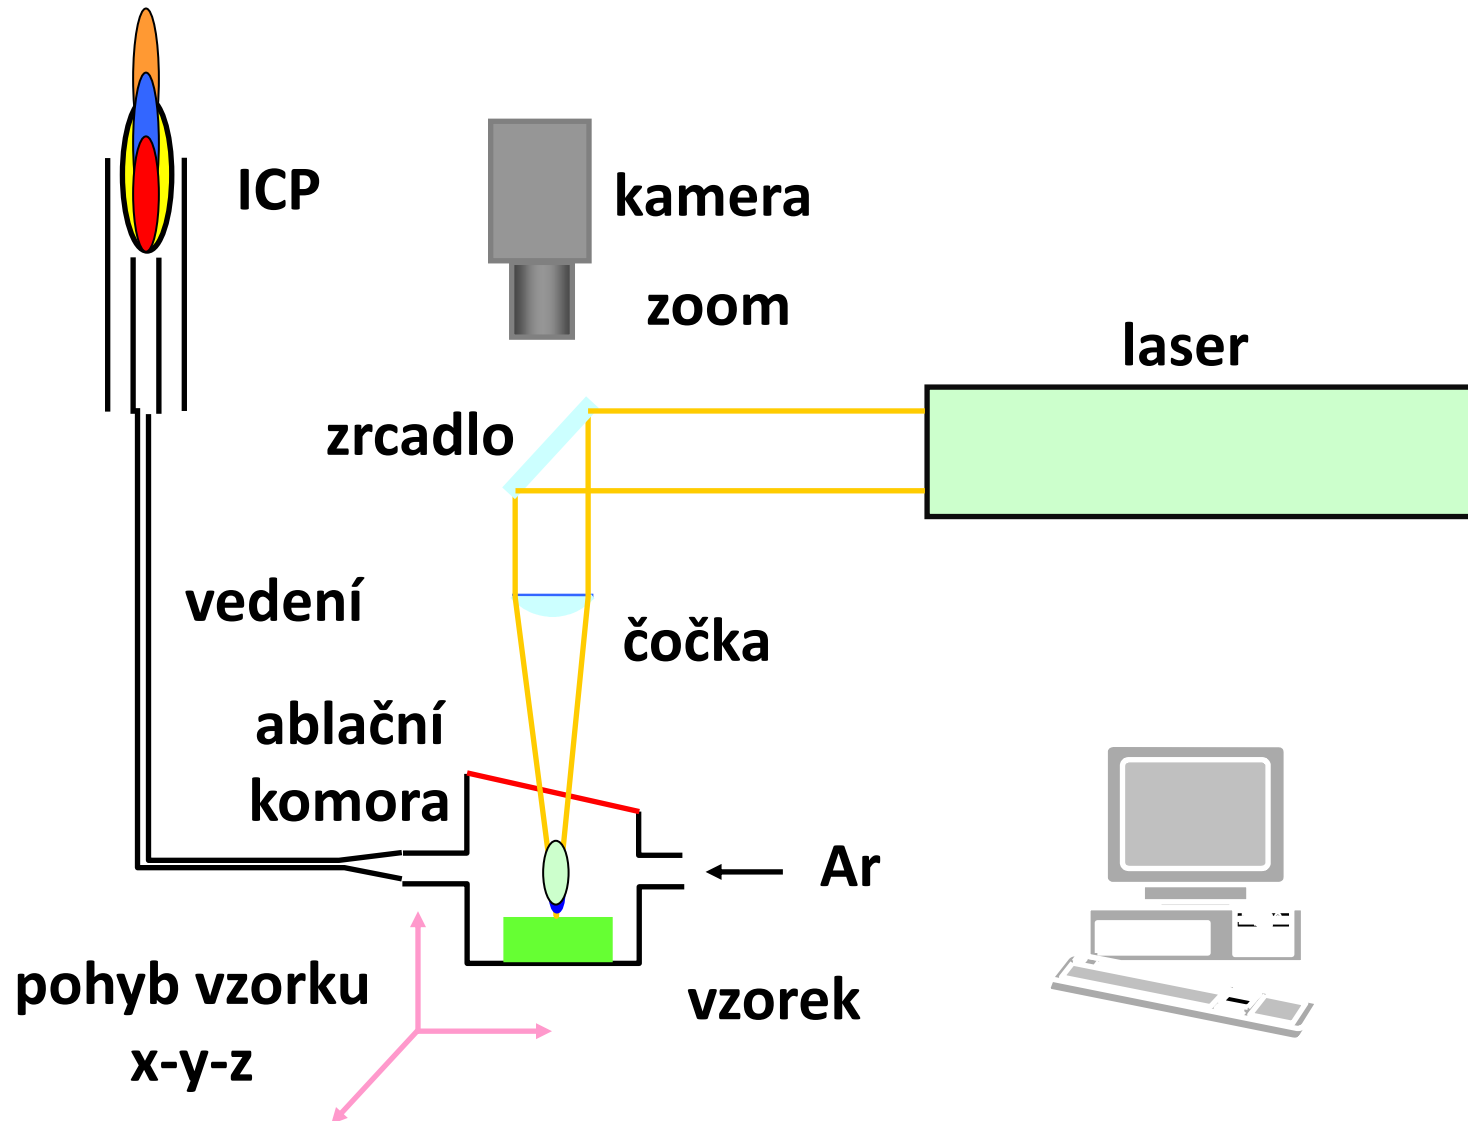 ICP
kamera
zoom
laser
zrcadlo
vedení
čočka
ablační
komora
Ar
pohyb vzorku
x-y-z
vzorek